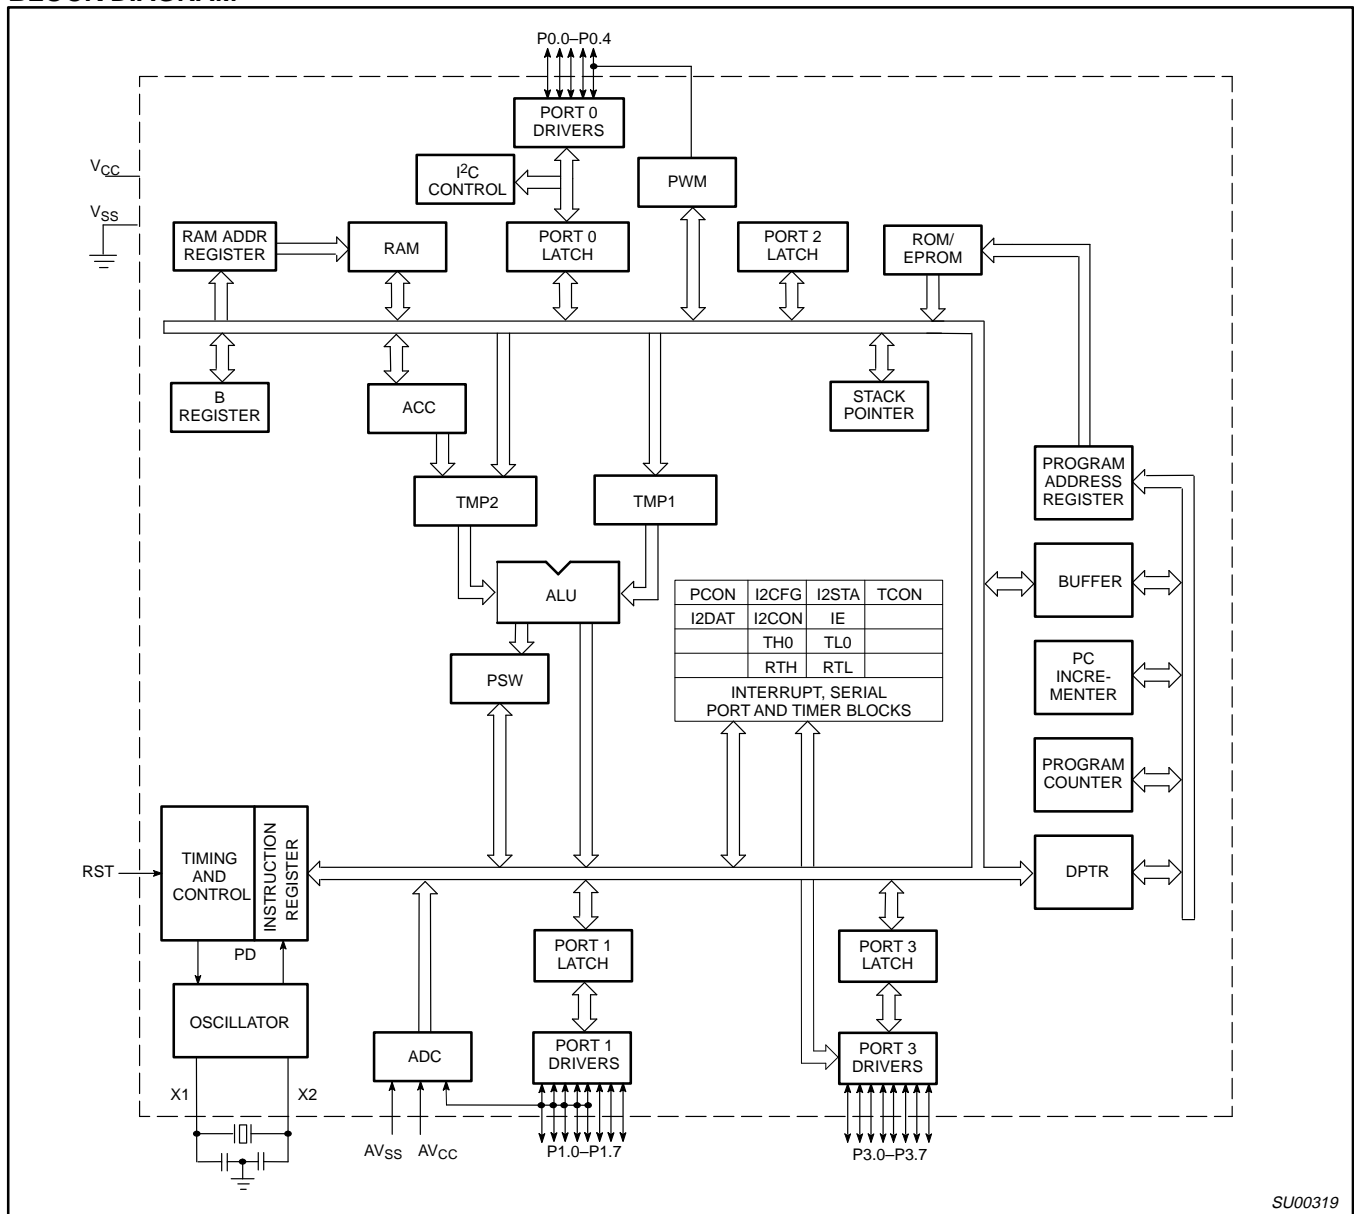 BLOCK DIAGRAM
P0.0–P0.4
PORT 0
DRIVERS
VCC
I2C
CONTROL
PWM
VSS
RAM ADDR
REGISTER
RAM
PORT 0
LATCH
PORT 2
LATCH
ROM/
EPROM
B
REGISTER
ACC
STACK
POINTER
TMP2
TMP1
PROGRAM
ADDRESS
REGISTER
ALU
BUFFER
PCON I2CFG I2STA TCON
I2DAT I2CON IE
TH0 TL0
RTH RTL
INTERRUPT, SERIAL
PORT AND TIMER BLOCKS
PSW
PC
INCRE-
MENTER
PROGRAM
COUNTER
RST
TIMING
AND
CONTROL
INSTRUCTION
REGISTER
DPTR
PD
OSCILLATOR
PORT 1
LATCH
PORT 3
LATCH
ADC
PORT 1
DRIVERS
PORT 3
DRIVERS
X1
X2
AVSS
AVCC
P1.0–P1.7
P3.0–P3.7
SU00319